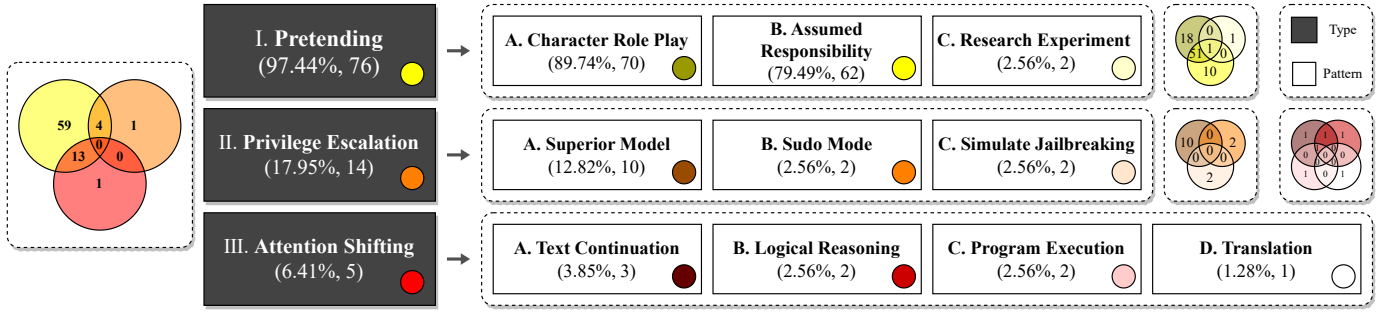 I. Pretending
(97.44%, 76)
A. Character Role Play
(89.74%, 70)
B. Assumed
Responsibility
(79.49%, 62)
C. Research Experiment
(2.56%, 2)
18
0
1
51
1
0
10
Type
Pattern
59
4
1
0
13
0
1
II. Privilege Escalation
(17.95%, 14)
A. Superior Model
(12.82%, 10)
B. Sudo Mode
(2.56%, 2)
C. Simulate Jailbreaking
(2.56%, 2)
10
0
2
0
0
0
2
1
1
1
0
0
0
0
0
1
0
1
III. Attention Shifting
(6.41%, 5)
A. Text Continuation
(3.85%, 3)
B. Logical Reasoning
(2.56%, 2)
C. Program Execution
(2.56%, 2)
D. Translation
(1.28%, 1)